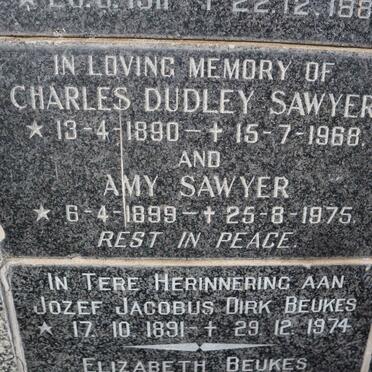 IN LOVING MEMORY OF
CHARLES DUDLEY SAWYER
★ 13-4-1890 - ✝ 15-7-1968.
AND
AMY SAWYER
★ 6-4-1899 - ✝ 25-8-1975.
REST IN PEACE.
IN TERE HERINNERING AAN
JOZEF JACOBUS DIRK BEUKES
★ 17 10 1891 - ✝ 29 12 1974
ELIZABETH BEUKES